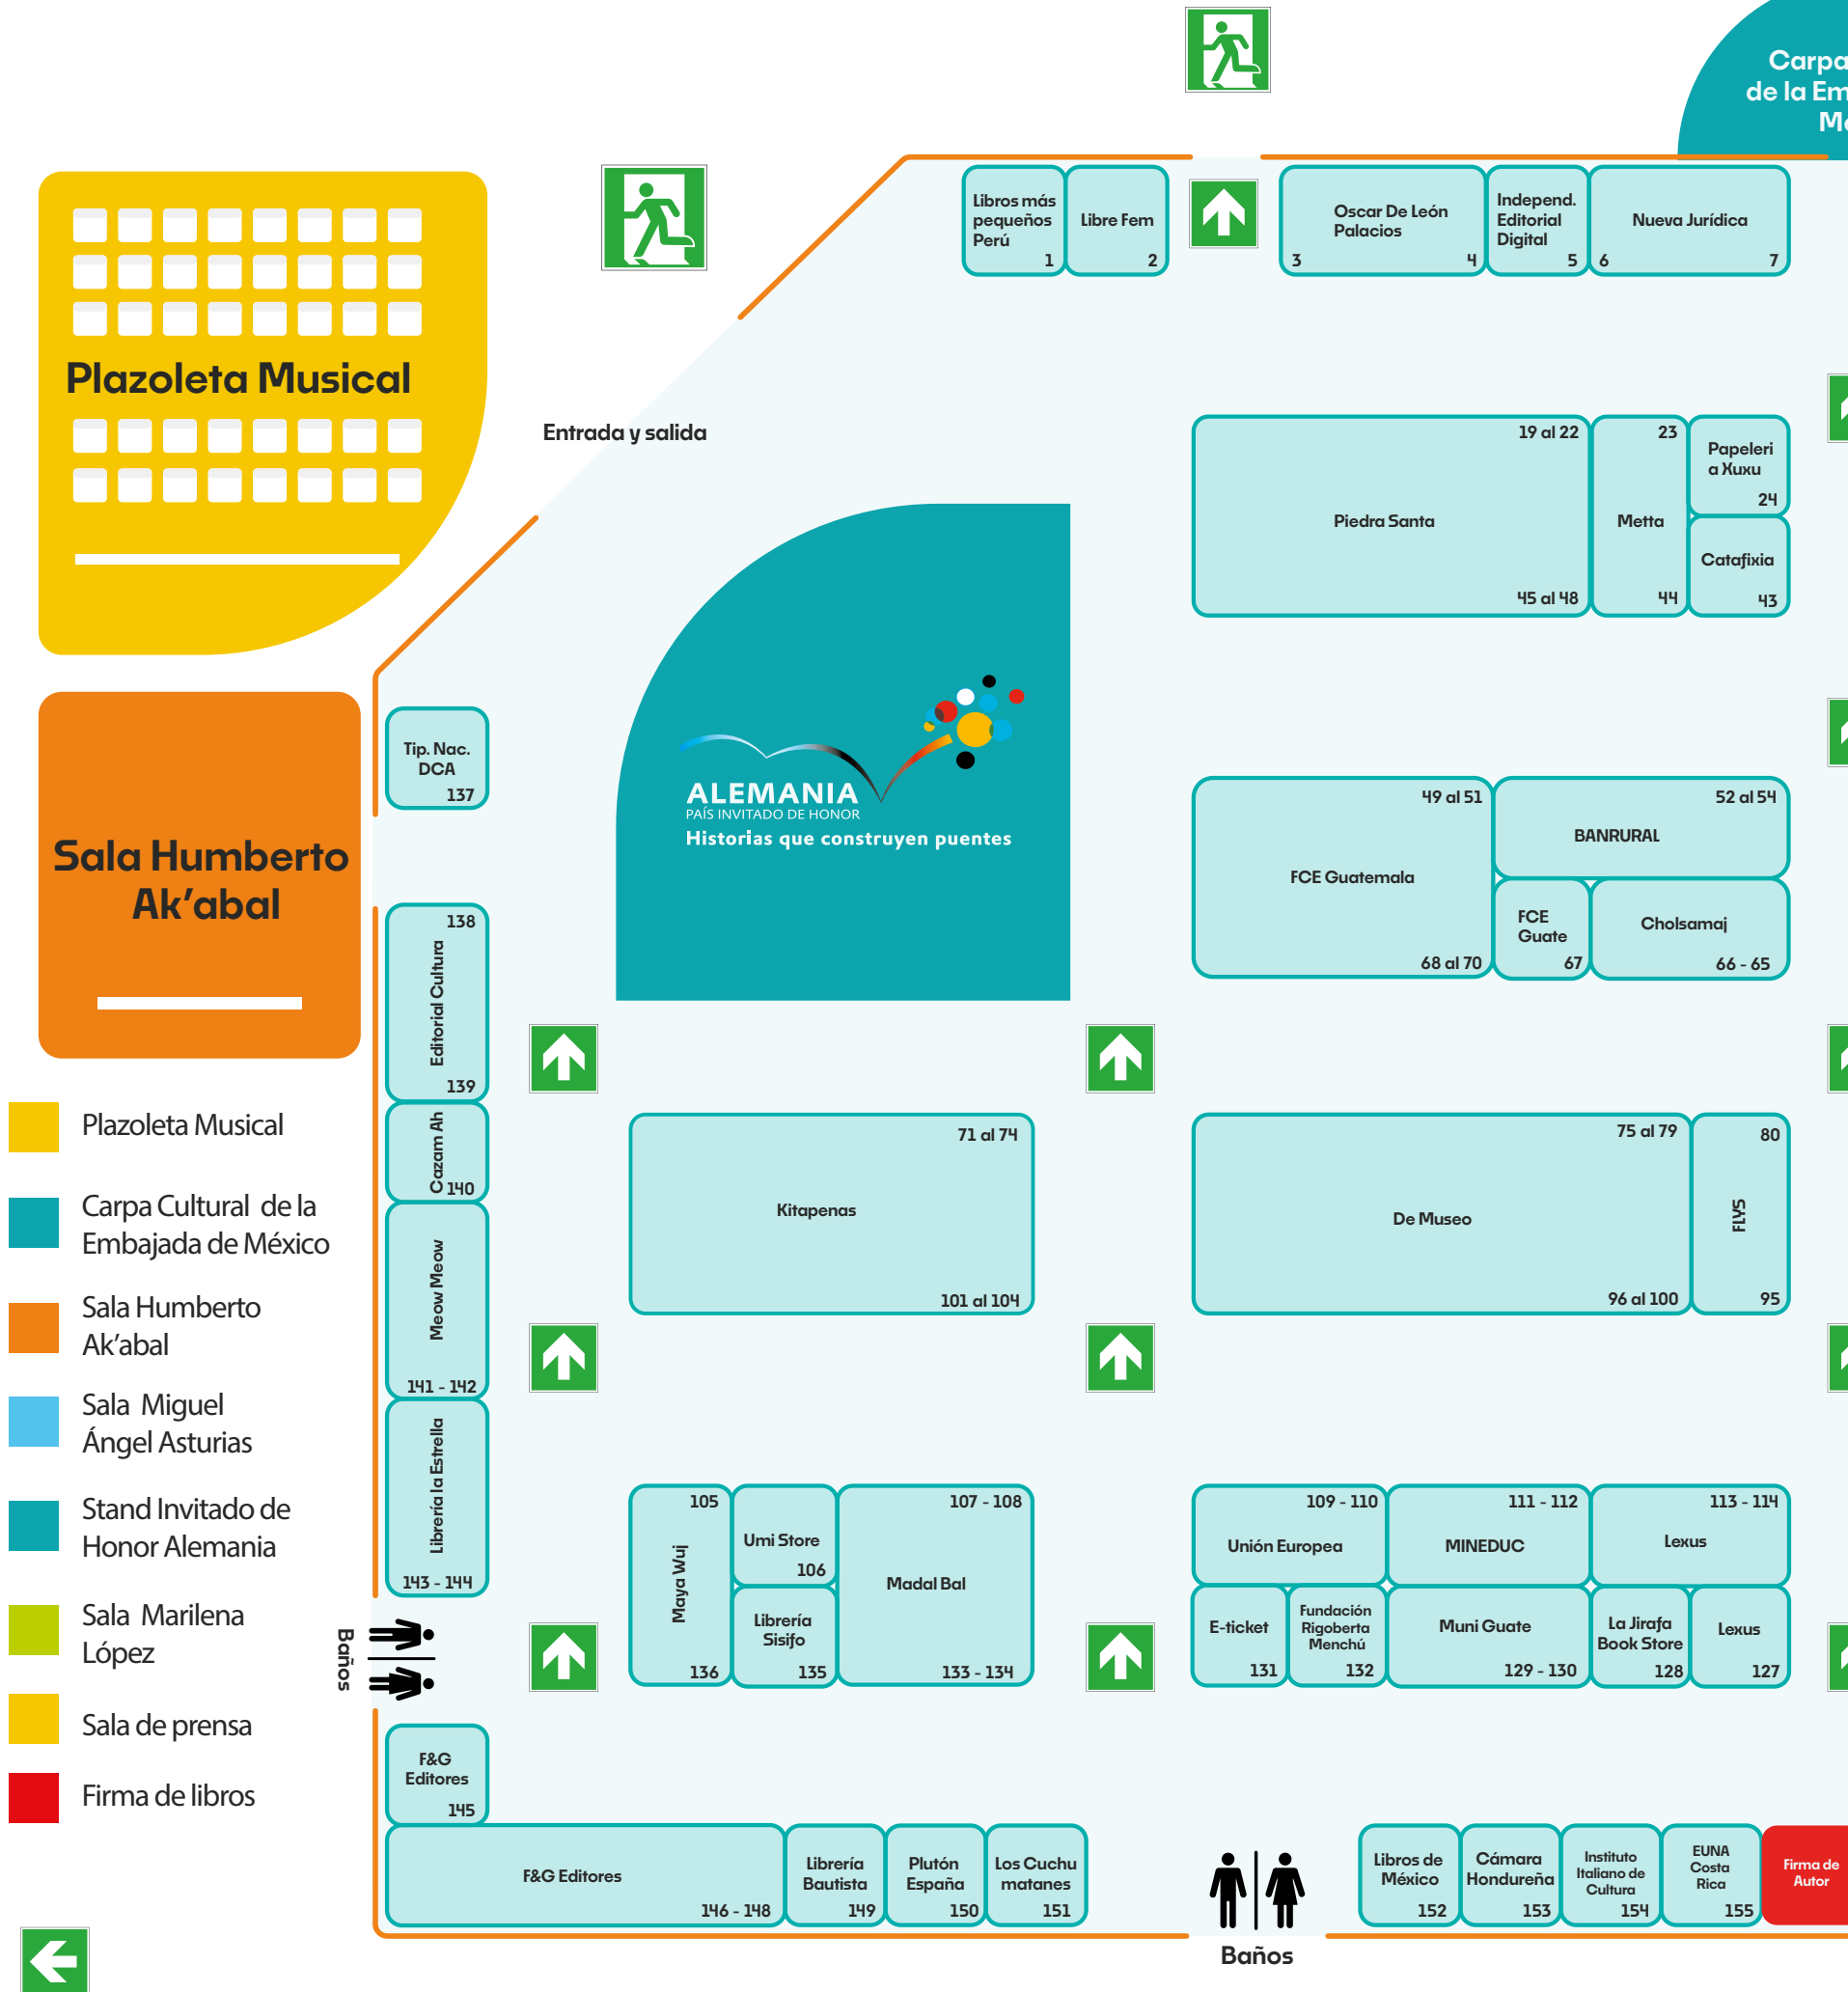 Carpa
de la Em
Libros más
pequeños
Perú
1
Libre Fem
2
Oscar De León
Palacios
3
4
Independ.
Editorial
Digital
5
Nueva Jurídica
6
7
Plazoleta Musical
Entrada y salida
19 al 22
Piedra Santa
45 al 48
23
Metta
44
Papeleri
a Xuxu
24
Catafixia
43
Tip. Nac.
DCA
137
ALEMANIA
PAÍS INVITADO DE HONOR
Historias que construyen puentes
49 al 51
FCE Guatemala
68 al 70
52 al 54
BANRURAL
FCE
Guate
67
Cholsamaj
66 - 65
Sala Humberto
Ak’abal
138
Editorial Cultura
139
Cazam Ah
140
Meow Meow
141 - 142
Librería la Estrella
143 - 144
71 al 74
Kitapenas
101 al 104
75 al 79
De Museo
96 al 100
80
FLYS
95
Plazoleta Musical
Carpa Cultural de la
Embajada de México
Sala Humberto
Ak’abal
Sala Miguel
Ángel Asturias
Stand Invitado de
Honor Alemania
Sala Marilena
López
Sala de prensa
Firma de libros
105
Maya Wuj
136
Umi Store
106
Librería
Sisifo
135
107 - 108
Madal Bal
133 - 134
109 - 110
Unión Europea
111 - 112
MINEDUC
113 - 114
Lexus
E-ticket
131
Fundación
Rigoberta
Menchú
132
Muni Guate
129 - 130
La Jirafa
Book Store
128
Lexus
127
Baños
F&G
Editores
145
F&G Editores
146 - 148
Librería
Bautista
149
Plutón
España
150
Los Cuchu
matanes
151
Baños
Libros de
México
152
Cámara
Hondureña
153
Instituto
Italiano de
Cultura
154
EUNA
Costa
Rica
155
Firma de
Autor